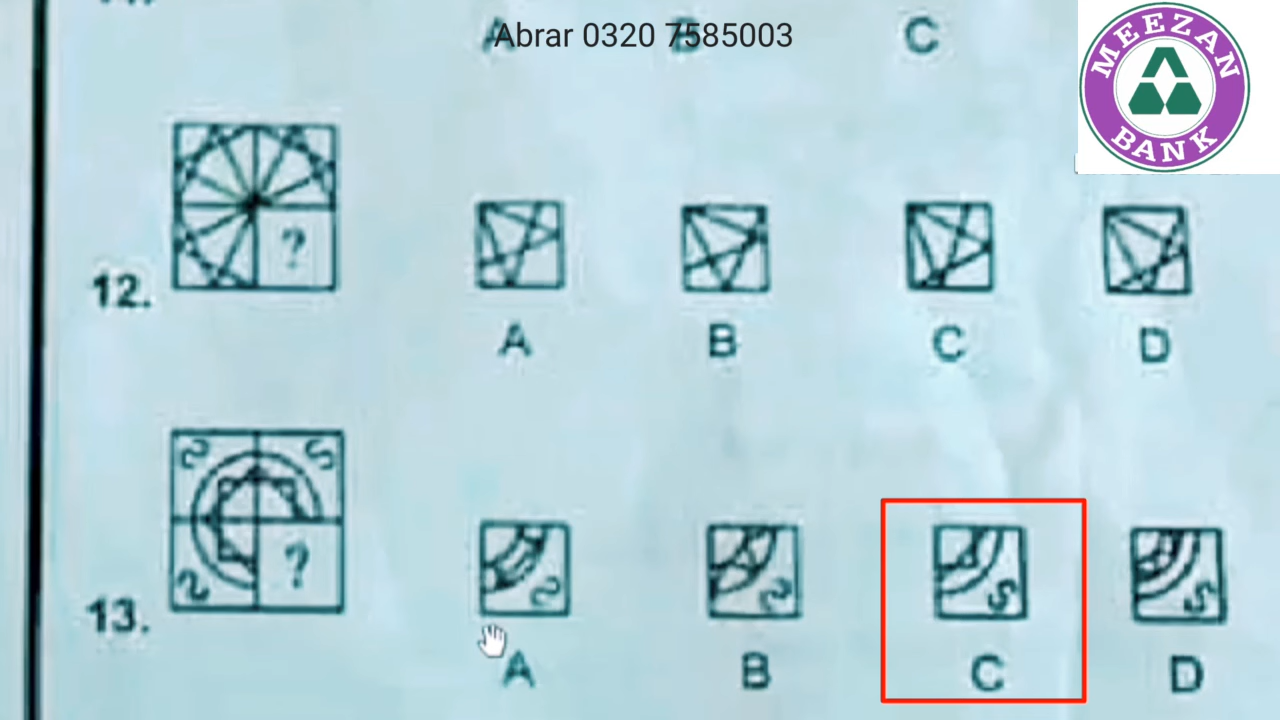 Abrar 0320 7585003
A B C
MEEZAN BANK
?
12.
A B C D
?
13.
A B C D